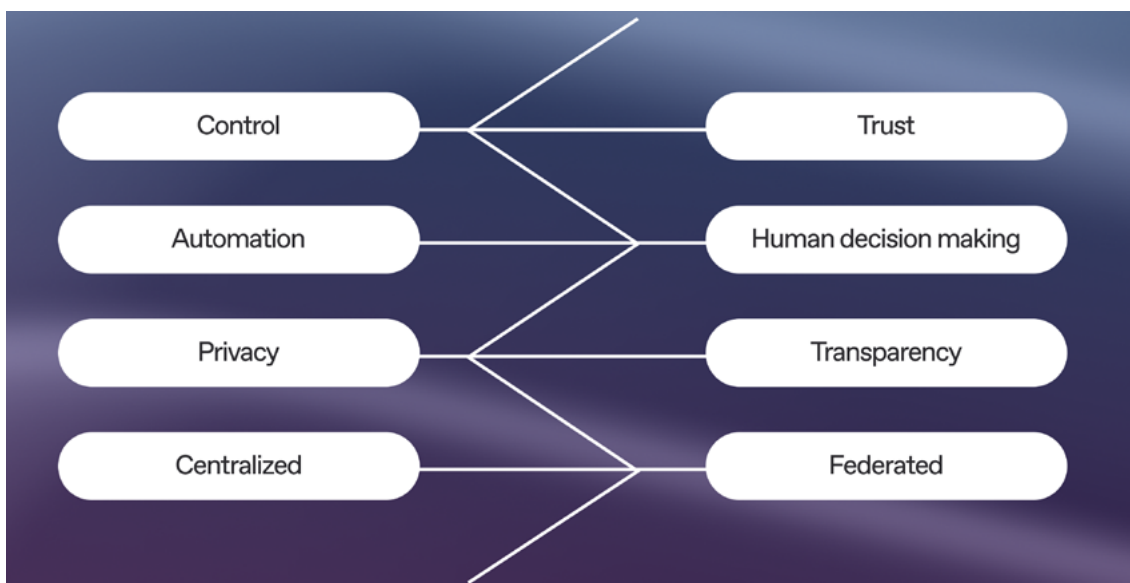 Control
Trust
Automation
Human decision making
Privacy
Transparency
Centralized
Federated